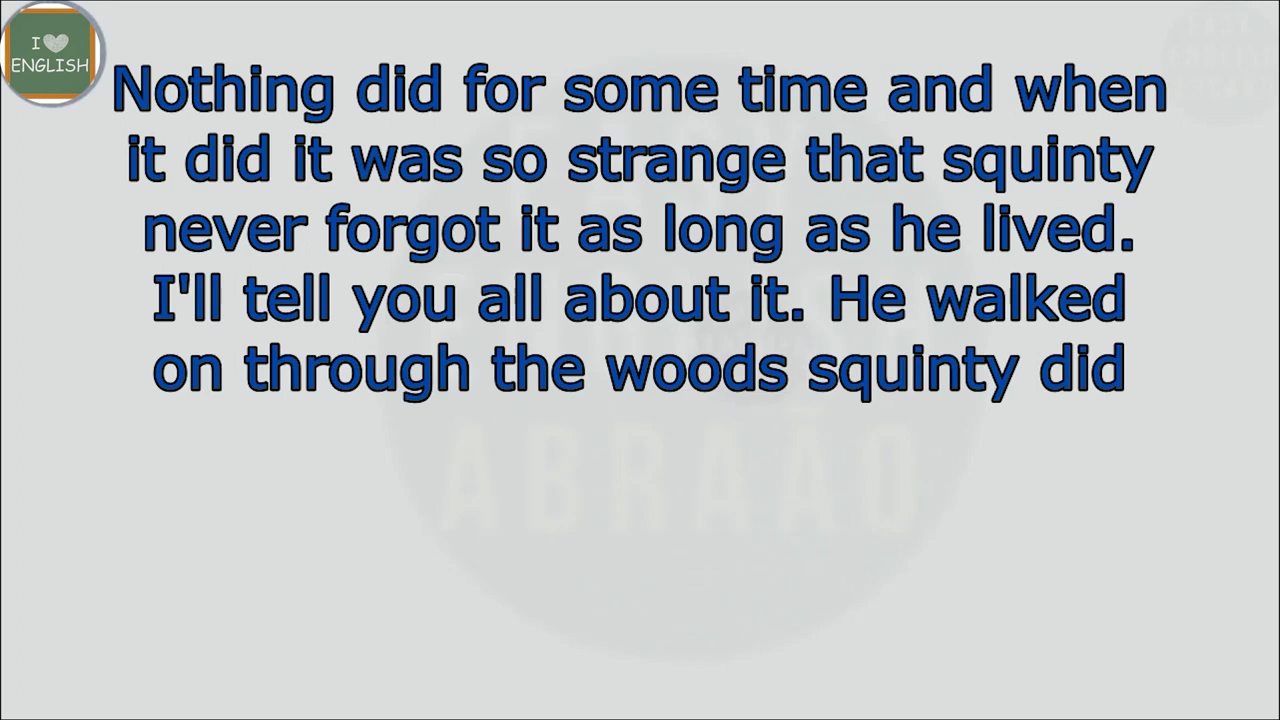 I
ENGLISH
Nothing did for some time and when
it did it was so strange that squinty
never forgot it as long as he lived.
I'll tell you all about it. He walked
on through the woods squinty did
ABRAÃO